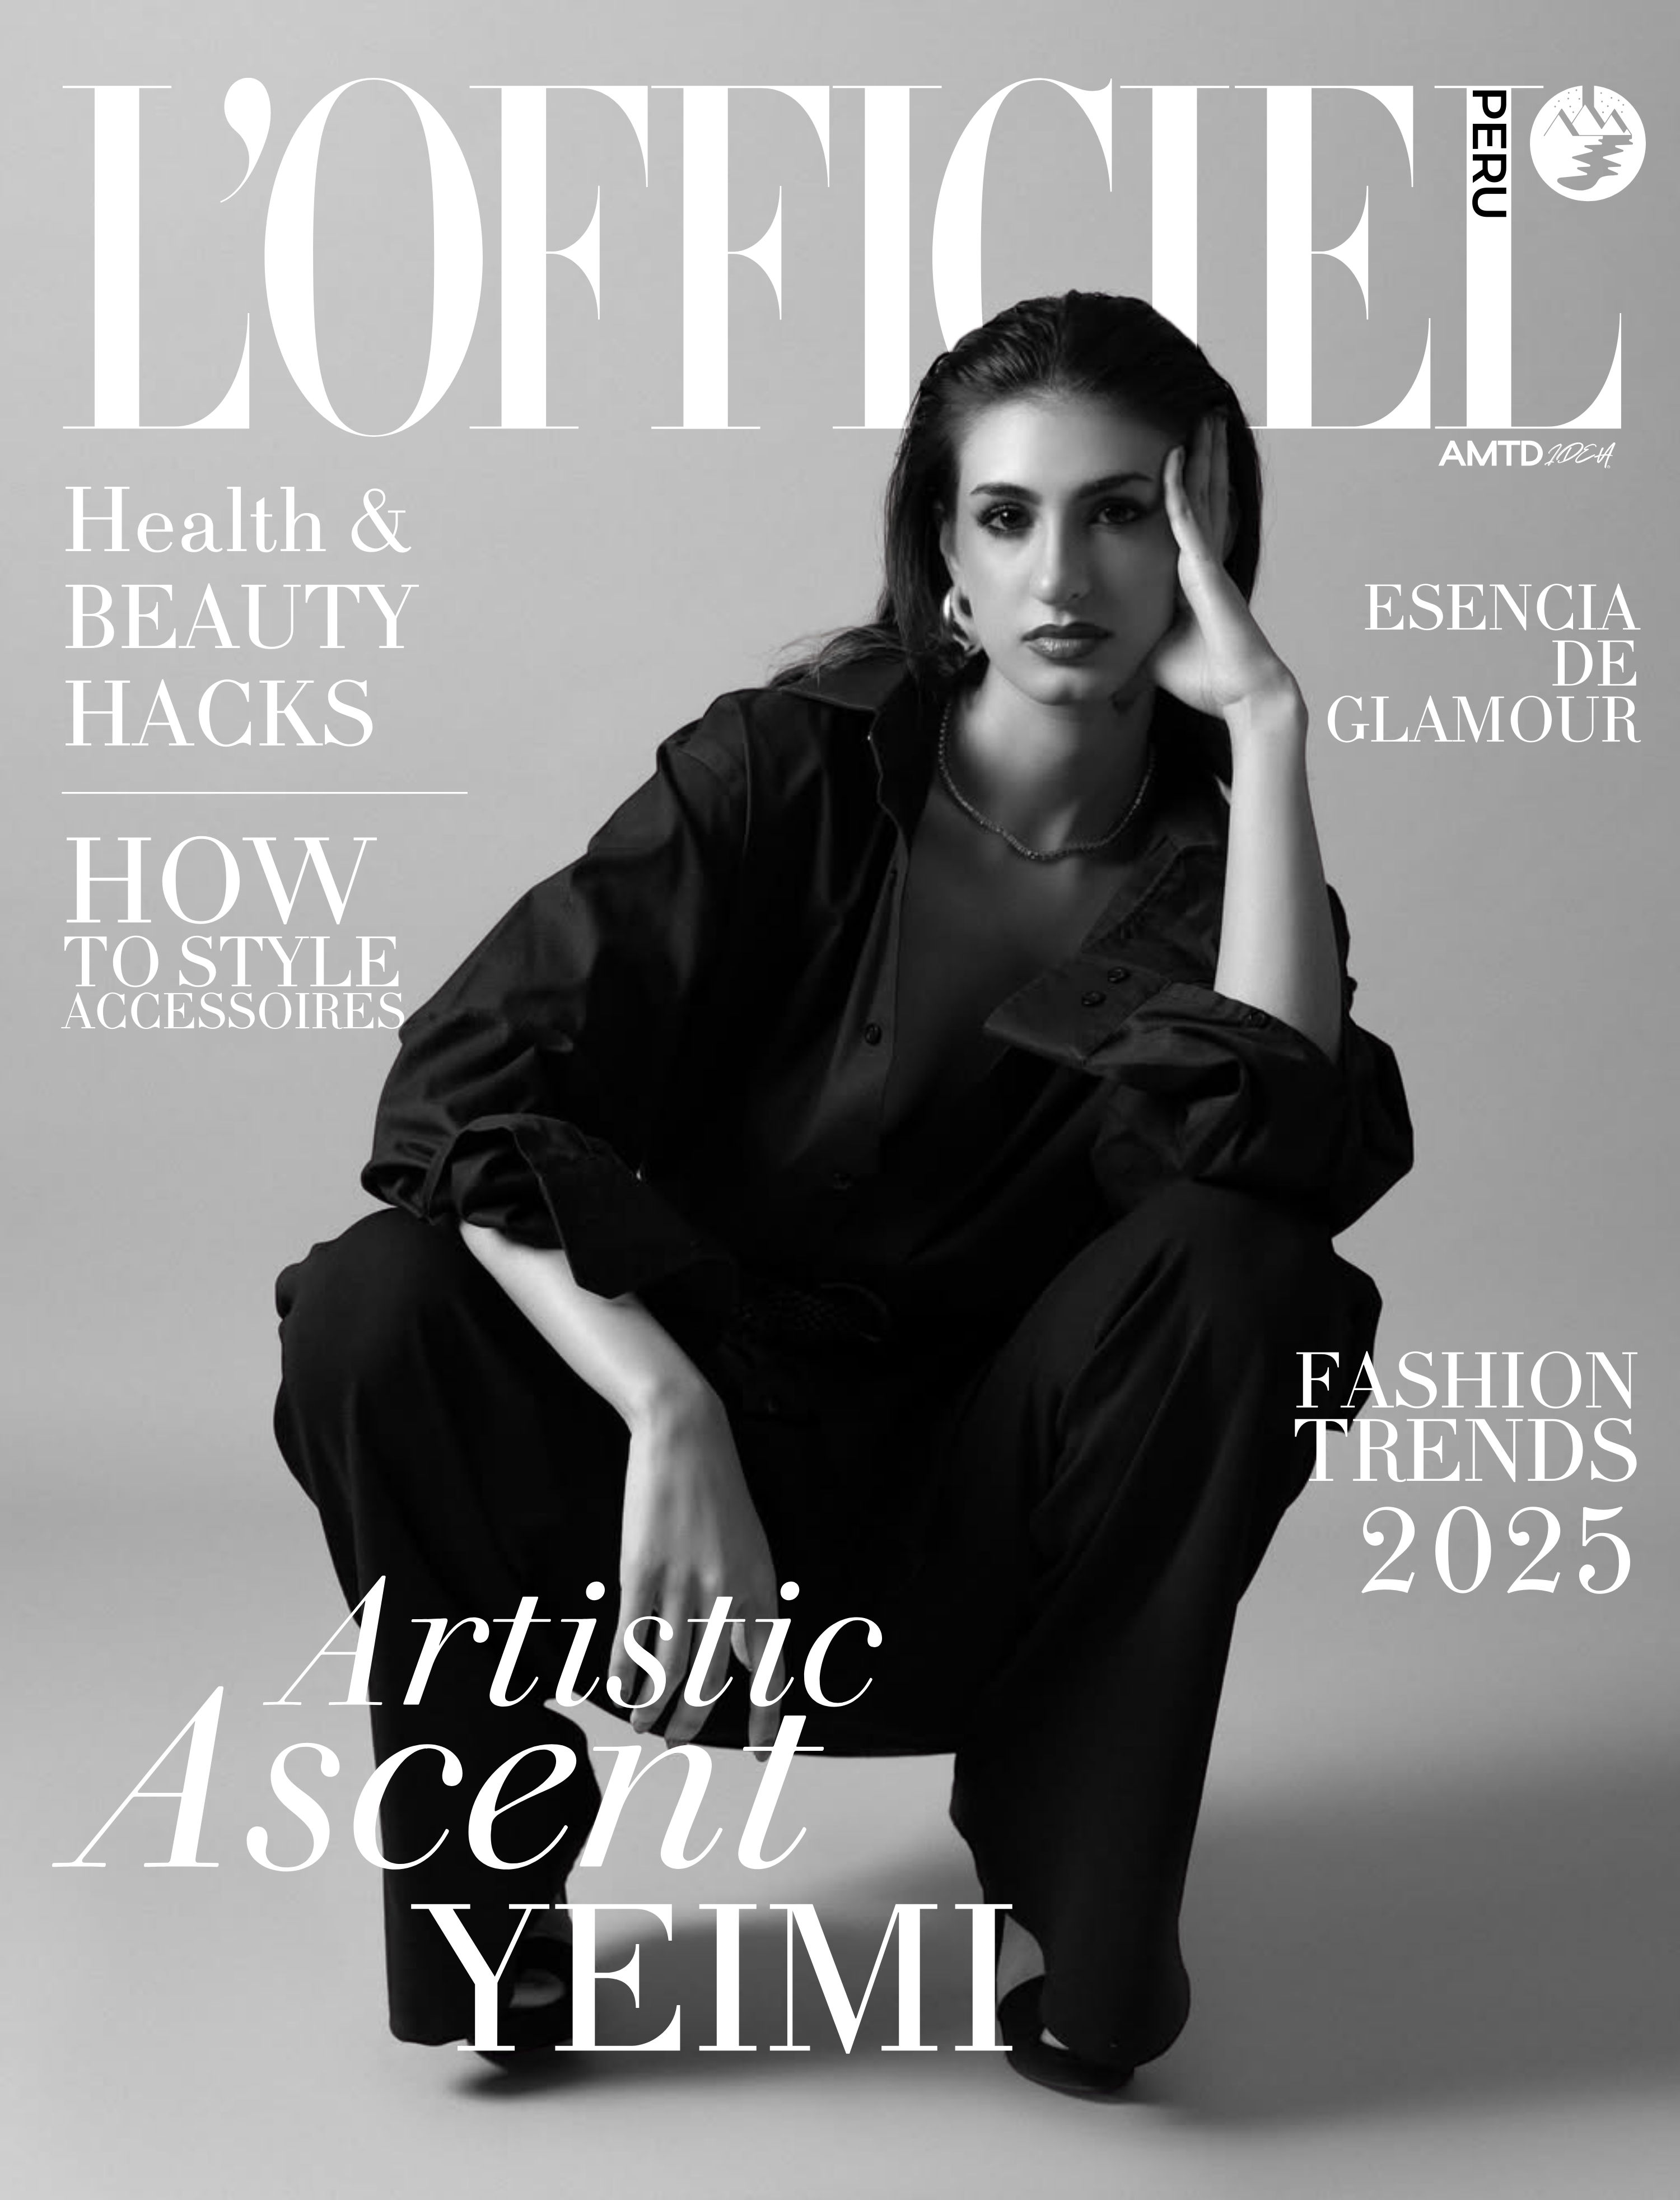 L'OFFICIEL
PERU
AMTD IDEA
Health &
BEAUTY
HACKS
HOW
TO STYLE
ACCESSOIRES
ESENCIA
DE
GLAMOUR
FASHION
TRENDS
2025
Artistic
Ascent
YEIMI